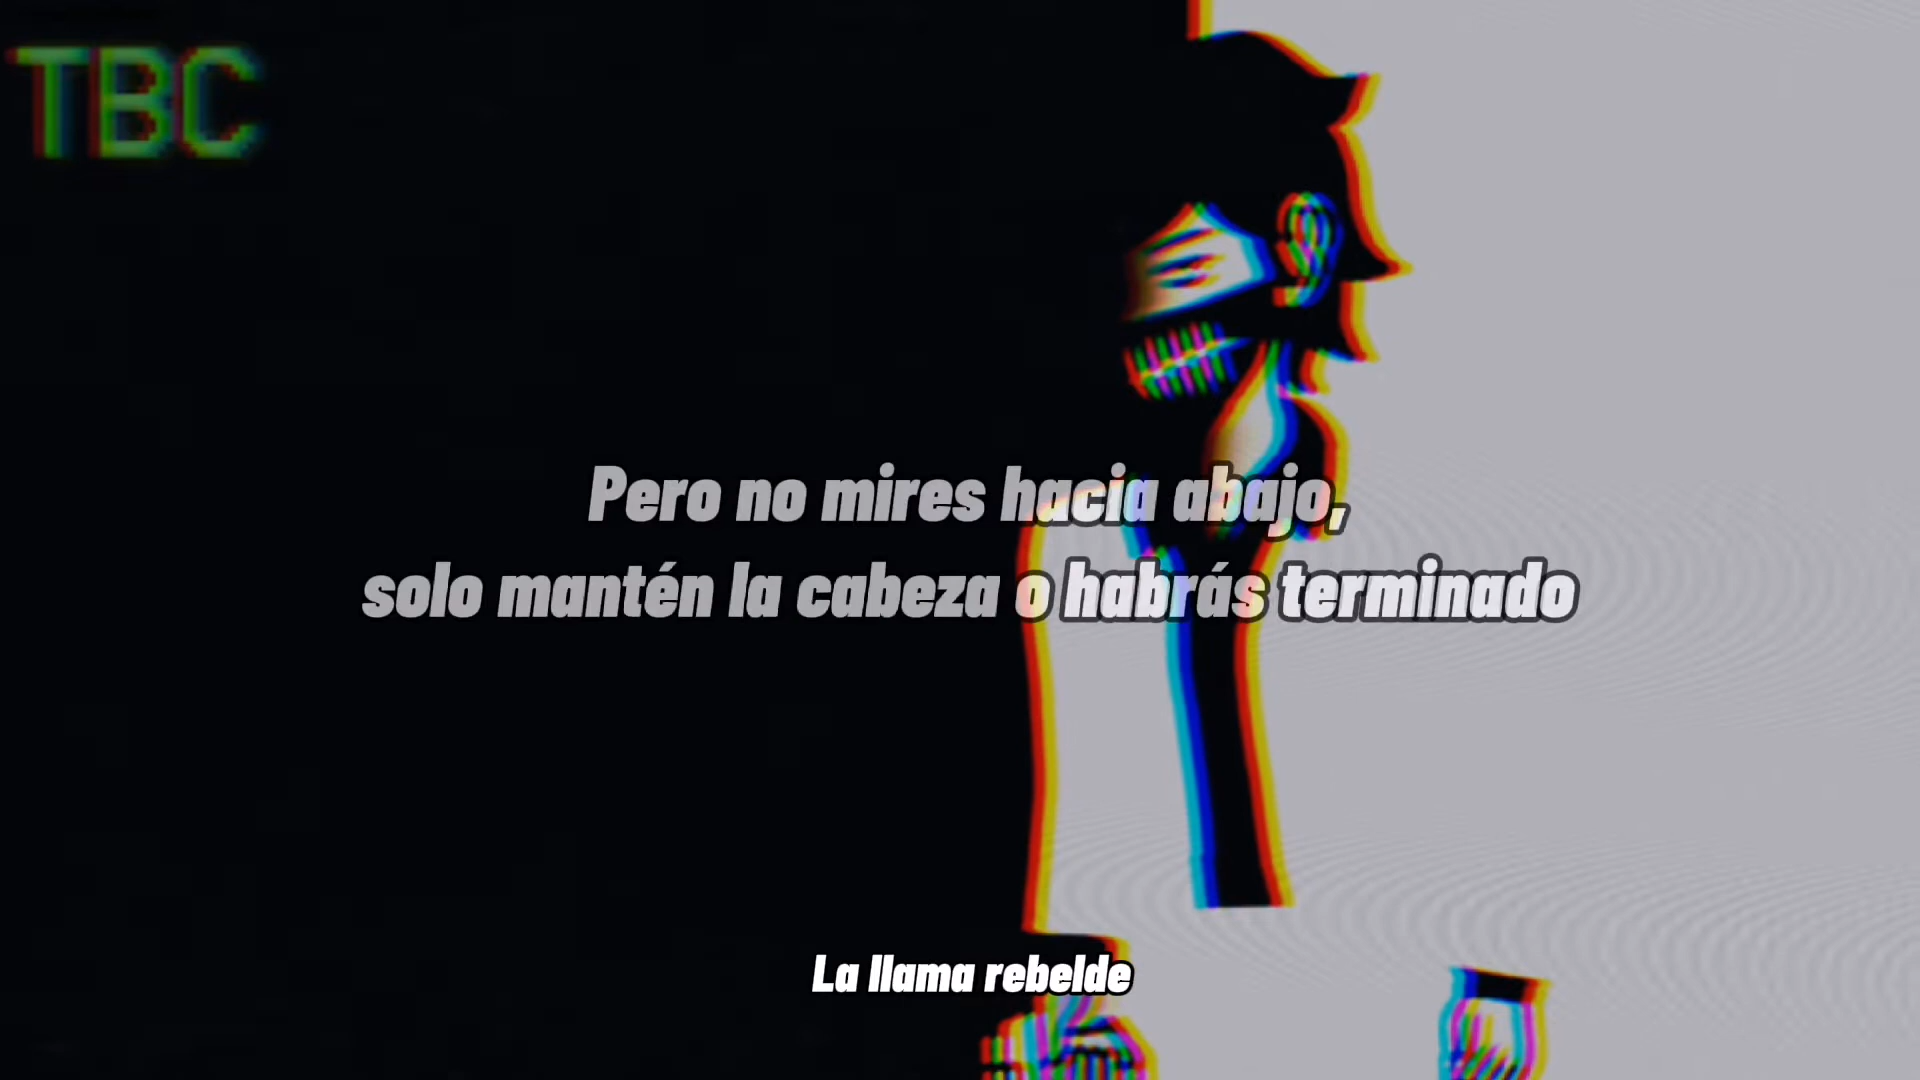 TBC
Pero no mires hacia abajo,
solo mantén la cabeza o habrás terminado
La llama rebelde